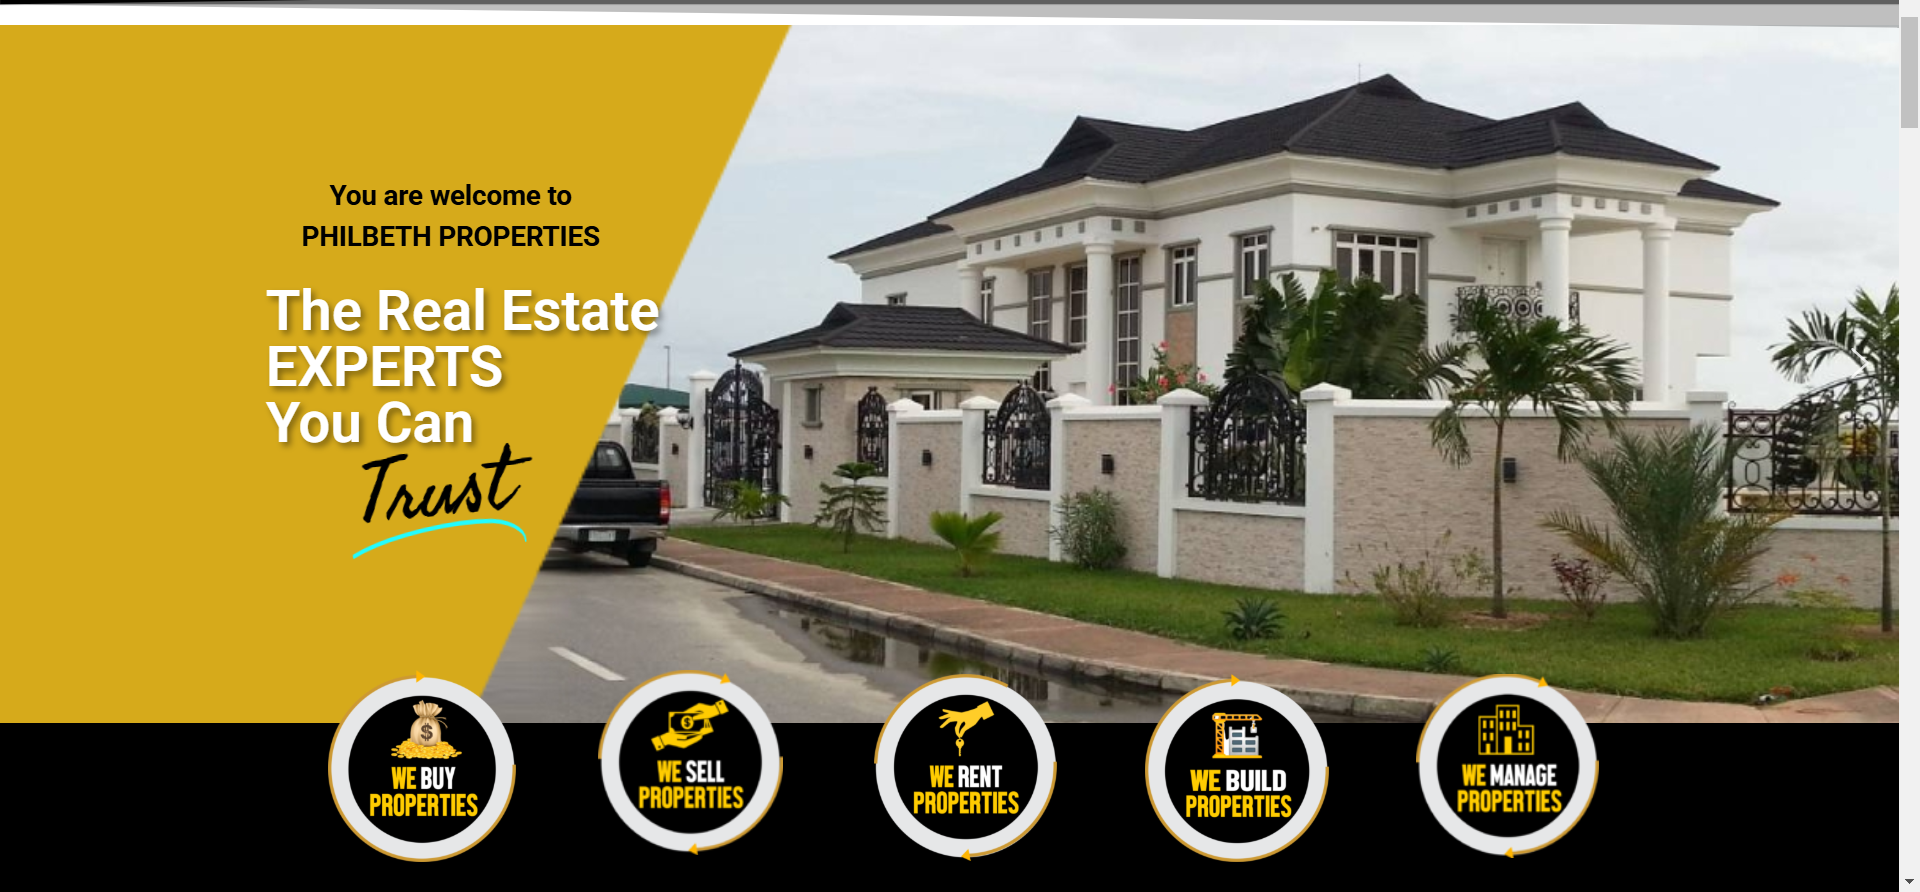 You are welcome to
PHILBETH PROPERTIES
The Real Estate
EXPERTS
You Can
Trust
WE BUY
PROPERTIES
WE SELL
PROPERTIES
WE RENT
PROPERTIES
WE BUILD
PROPERTIES
WE MANAGE
PROPERTIES